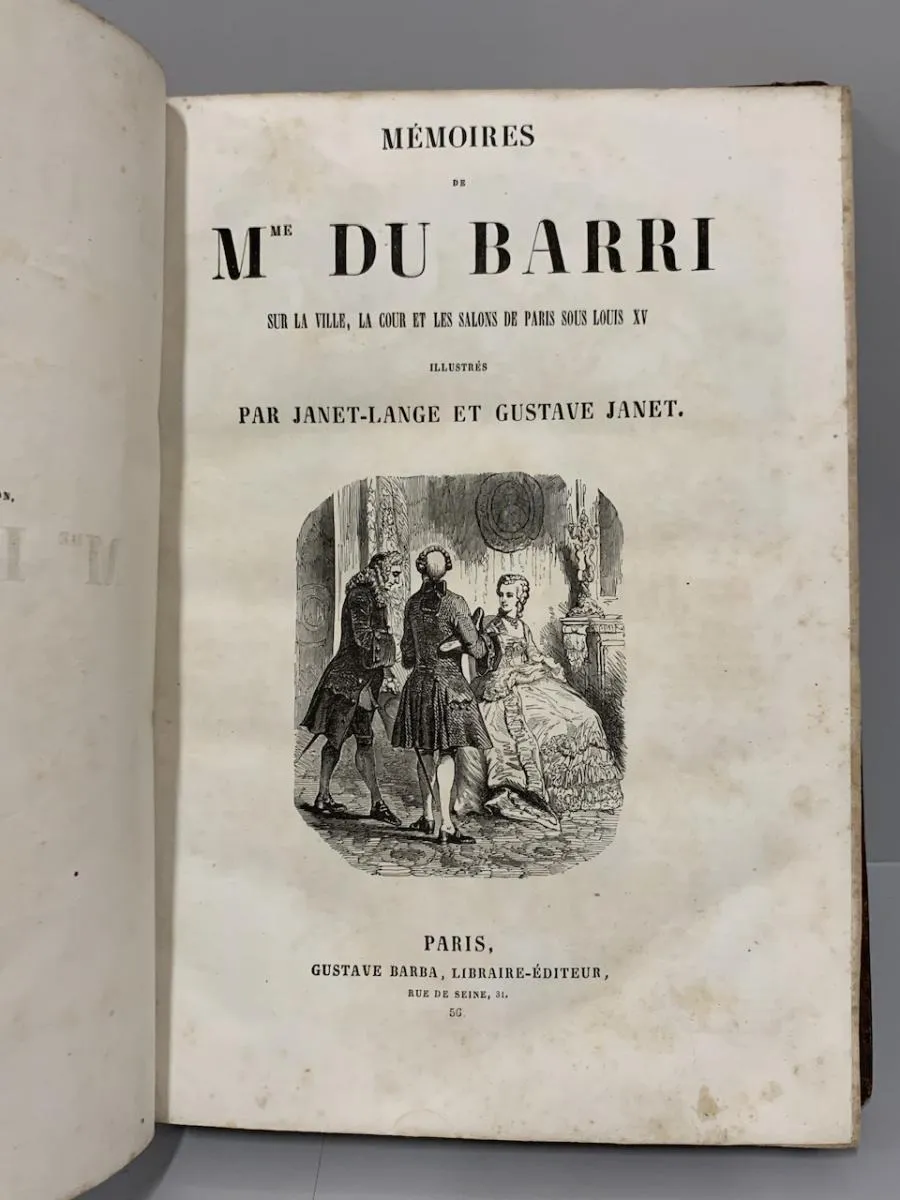 MÉMOIRES
DE
MME DU BARRI
SUR LA VILLE, LA COUR ET LES SALONS DE PARIS SOUS LOUIS XV
ILLUSTRÉS
PAR JANET-LANGE ET GUSTAVE JANET.
PARIS,
GUSTAVE BARBA, LIBRAIRE-ÉDITEUR,
RUE DE SEINE, 31.
56